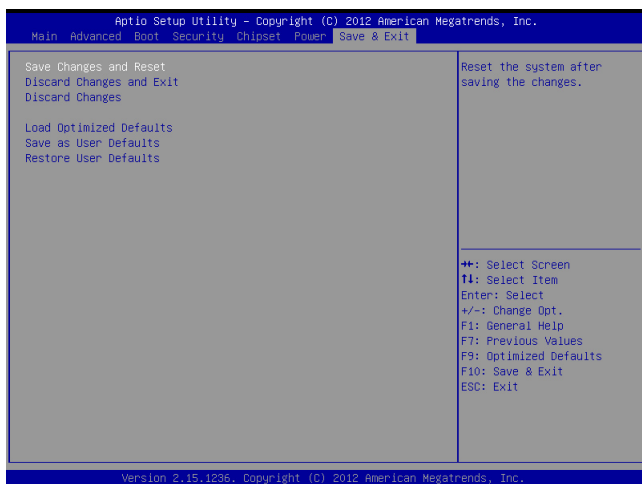 Aptio Setup Utility – Copyright (C) 2012 American Megatrends, Inc.
Main Advanced Boot Security Chipset Power Save & Exit
Save Changes and Reset
Discard Changes and Exit
Discard Changes
Load Optimized Defaults
Save as User Defaults
Restore User Defaults
Reset the system after
saving the changes.
→←: Select Screen
↑↓: Select Item
Enter: Select
+/-: Change Opt.
F1: General Help
F7: Previous Values
F9: Optimized Defaults
F10: Save & Exit
ESC: Exit
Version 2.15.1236. Copyright (C) 2012 American Megatrends, Inc.